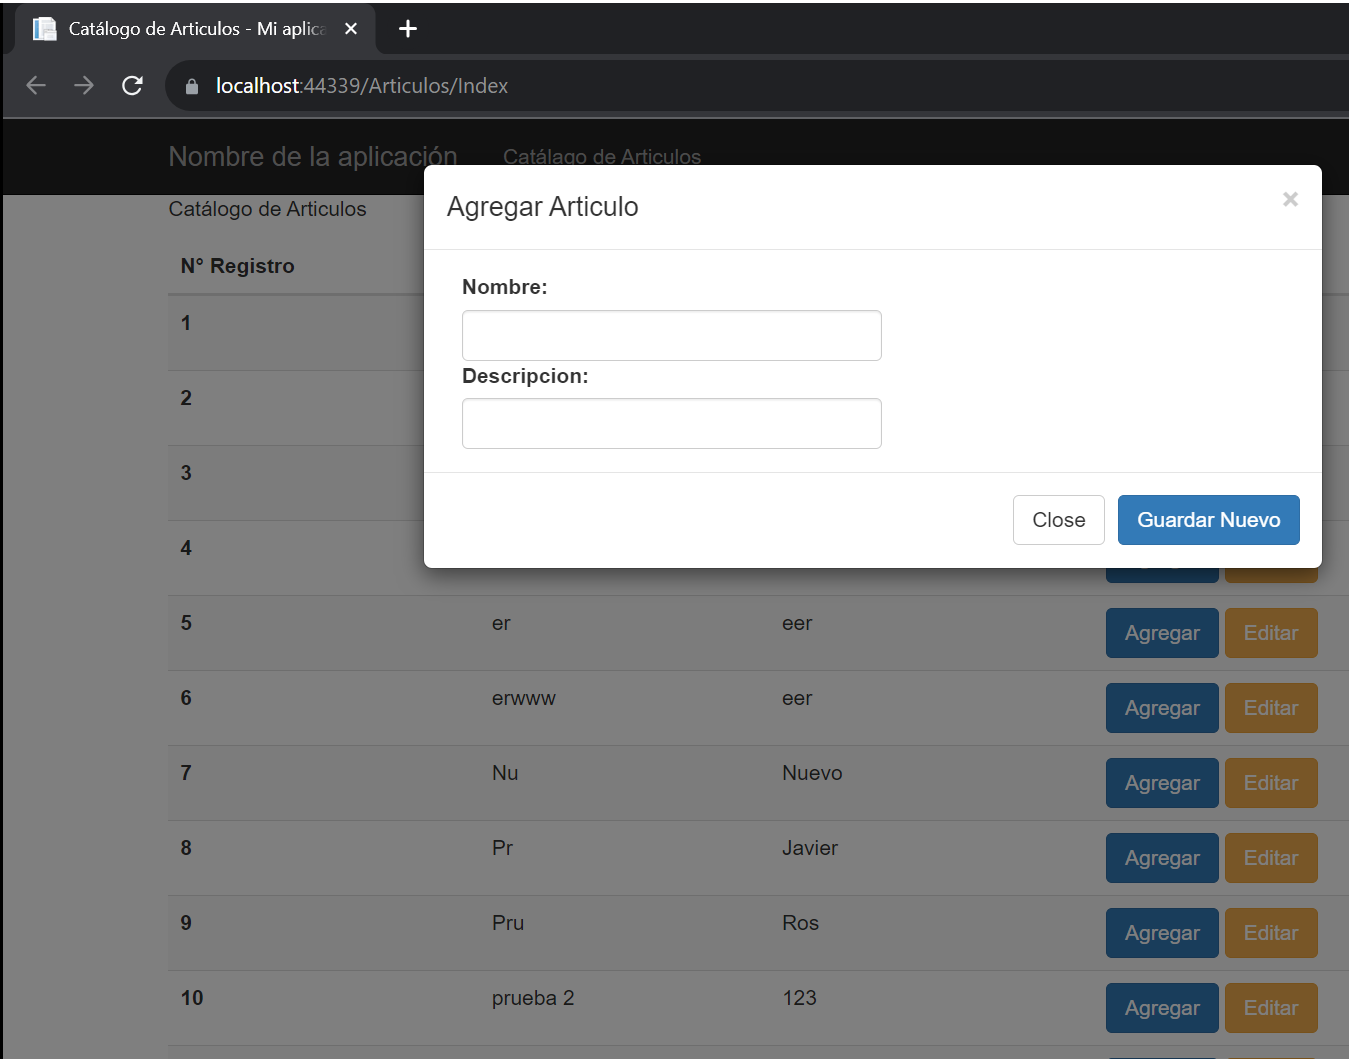 Catálogo de Articulos - Mi aplica
localhost:44339/Articulos/Index
Nombre de la aplicación Catálago de Articulos
Catálogo de Articulos
Agregar Articulo ×
N° Registro
Nombre:
Descripcion:
Close Guardar Nuevo
1
2
3
4
5 er eer Agregar Editar
6 erwww eer Agregar Editar
7 Nu Nuevo Agregar Editar
8 Pr Javier Agregar Editar
9 Pru Ros Agregar Editar
10 prueba 2 123 Agregar Editar